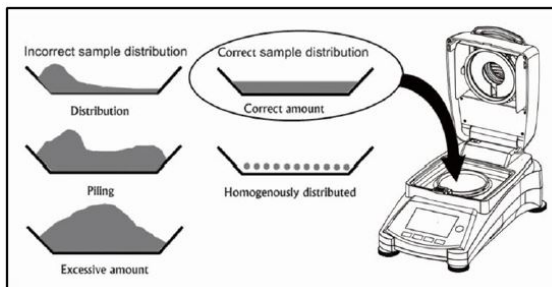 Incorrect sample distribution
Distribution
Piling
Excessive amount
Correct sample distribution
Correct amount
Homogenously distributed